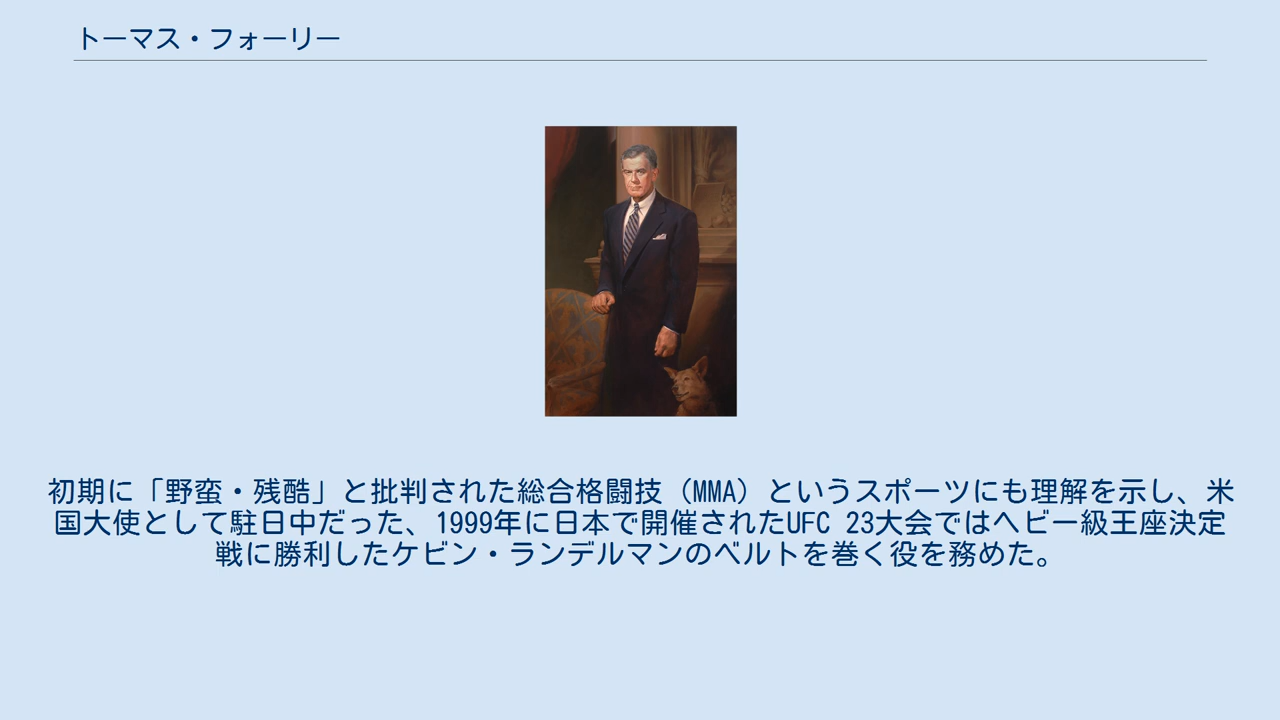 トーマス・フォーリー
初期に「野蛮・残酷」と批判された総合格闘技（MMA）というスポーツにも理解を示し、米
国大使として駐日中だった、1999年に日本で開催されたUFC 23大会ではヘビー級王座決定
戦に勝利したケビン・ランデルマンのベルトを巻く役を務めた。